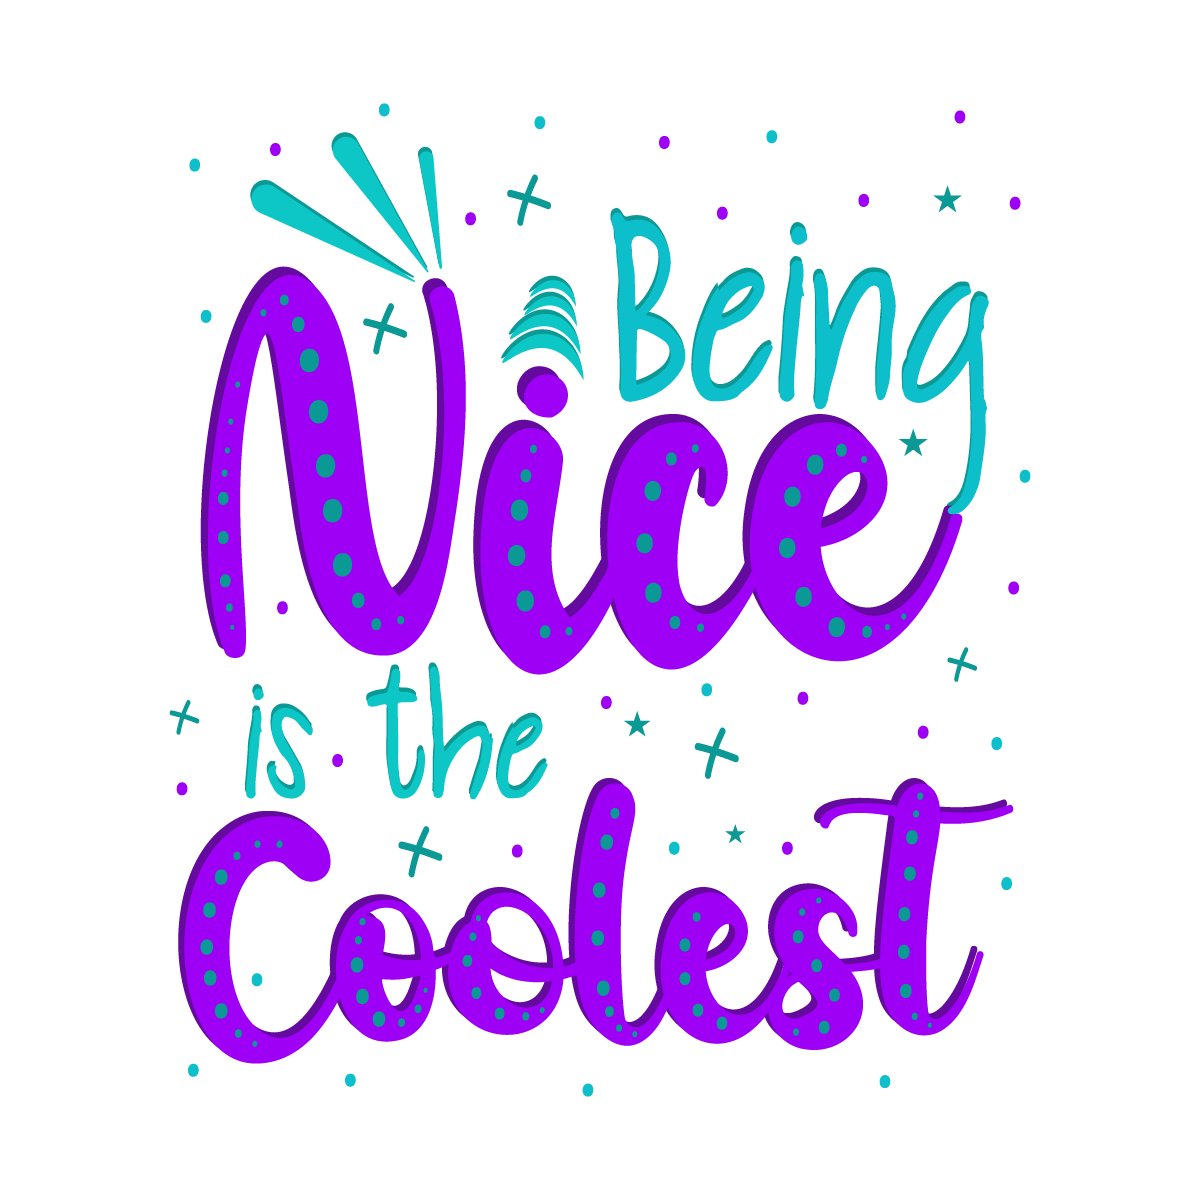 Being
Nice
is the
Coolest